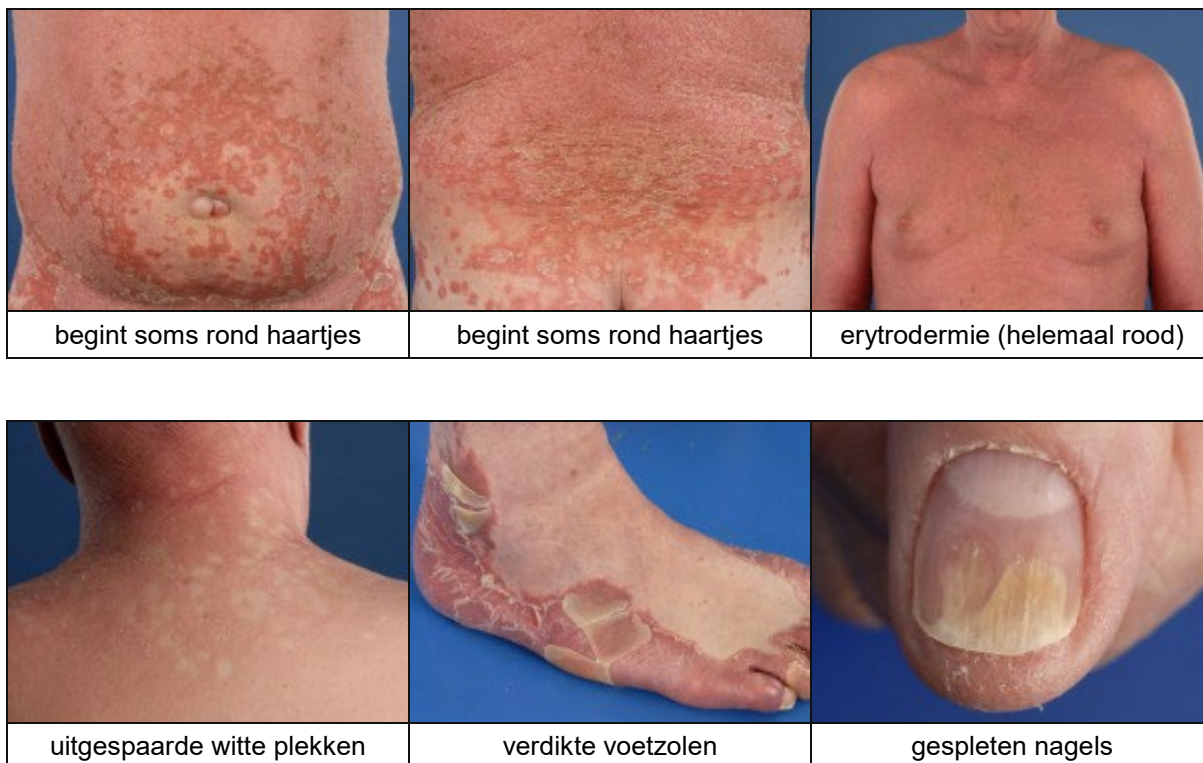 begint soms rond haartjes
begint soms rond haartjes
erytrodermie (helemaal rood)
uitgespaarde witte plekken
verdikte voetzolen
gespleten nagels